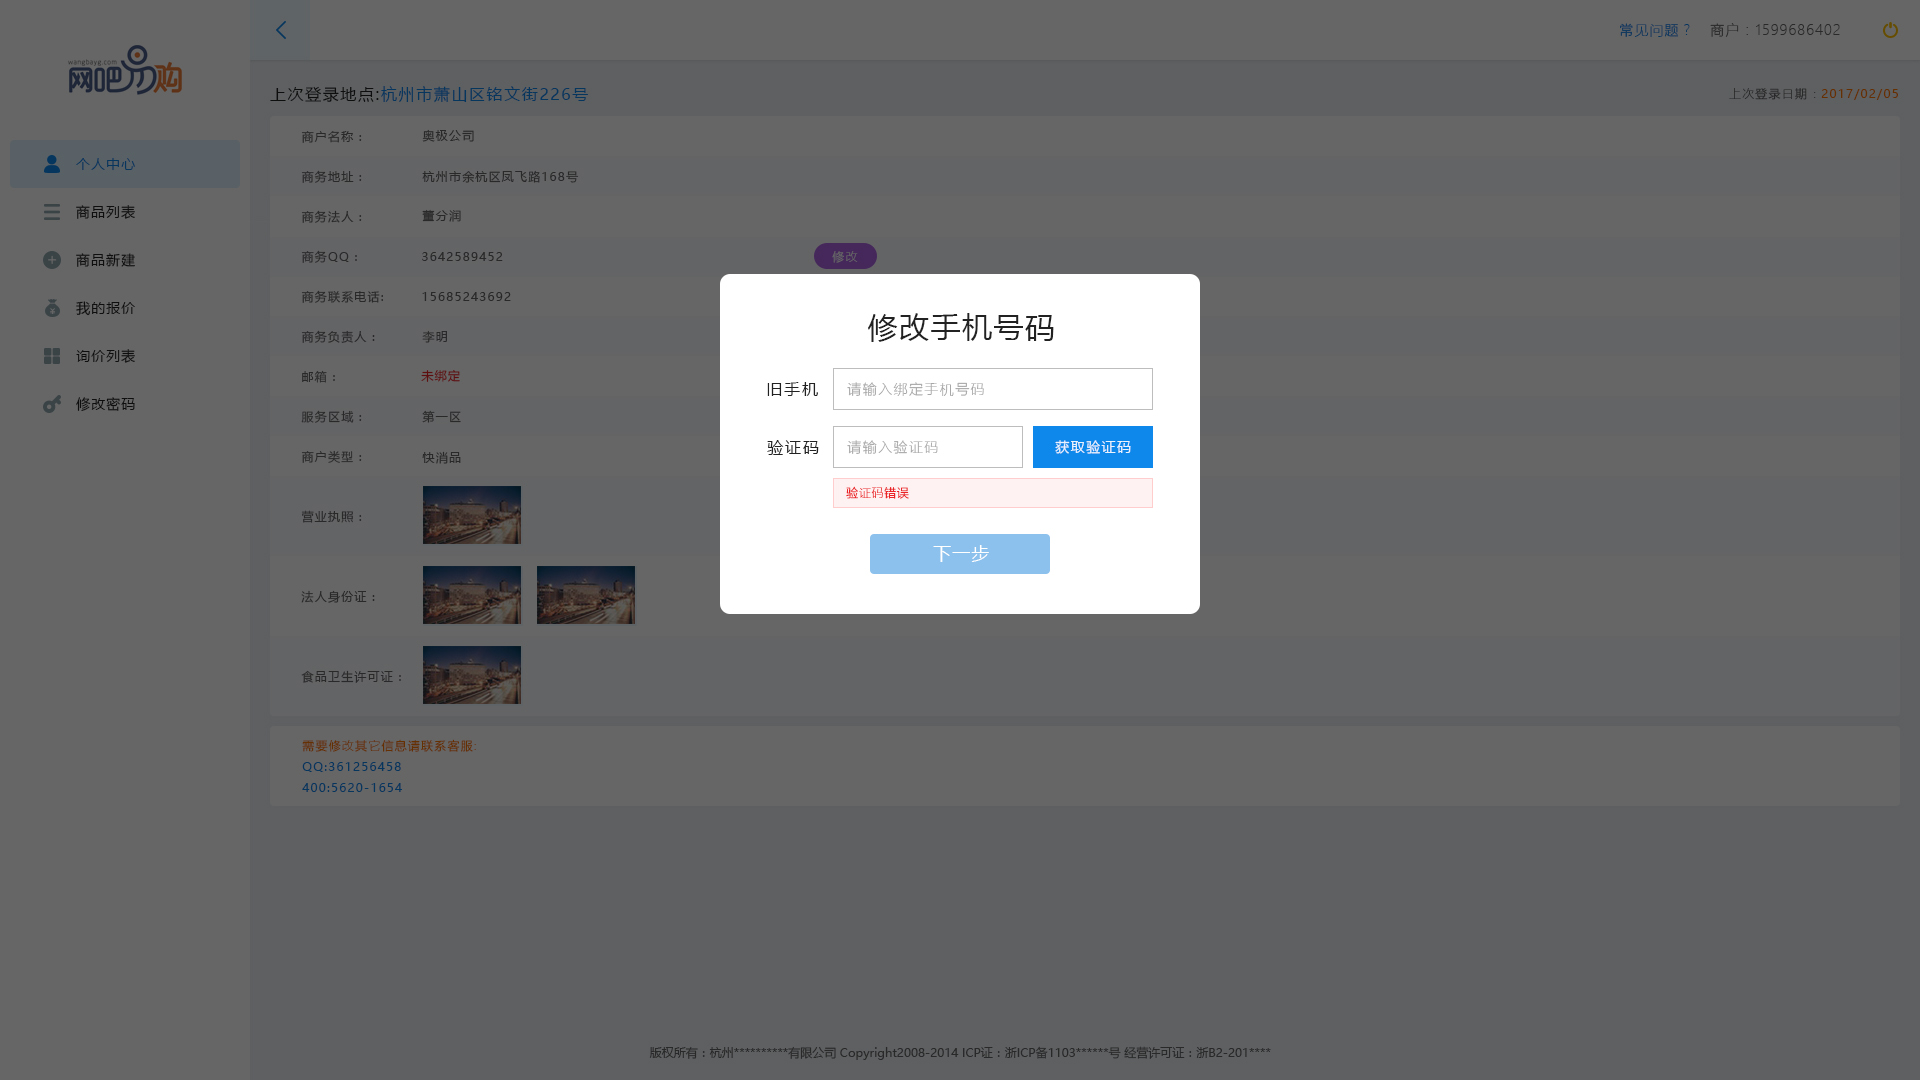 常见问题？ 商户：1599686402
wangbayg.com
网吧易购
上次登录地点:杭州市萧山区铭文街226号
上次登录日期：2017/02/05
个人中心
商品列表
商品新建
我的报价
询价列表
修改密码
商户名称： 奥极公司
商务地址： 杭州市余杭区凤飞路168号
商务法人： 董分润
商务QQ： 3642589452 修改
商务联系电话: 15685243692
商务负责人： 李明
邮箱： 未绑定
服务区域： 第一区
商户类型： 快消品
营业执照：
法人身份证：
食品卫生许可证：
修改手机号码
旧手机 请输入绑定手机号码
验证码 请输入验证码 获取验证码
验证码错误
下一步
需要修改其它信息请联系客服:
QQ:361256458
400:5620-1654
版权所有：杭州**********有限公司 Copyright2008-2014 ICP证：浙ICP备1103******号 经营许可证：浙B2-201****